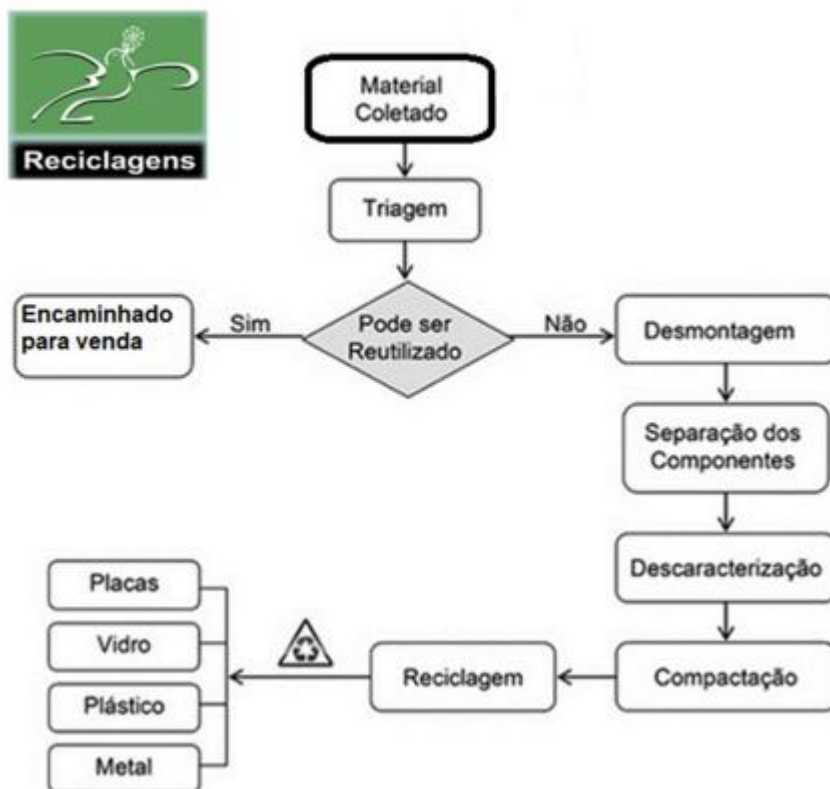 Reciclagens
Material
Coletado
Triagem
Pode ser
Reutilizado
Sim
Encaminhado
para venda
Não
Desmontagem
Separação dos
Componentes
Descaracterização
Compactação
Reciclagem
Placas
Vidro
Plástico
Metal